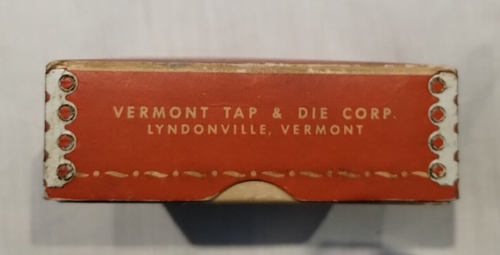 VERMONT TAP & DIE CORP.
LYNDONVILLE, VERMONT